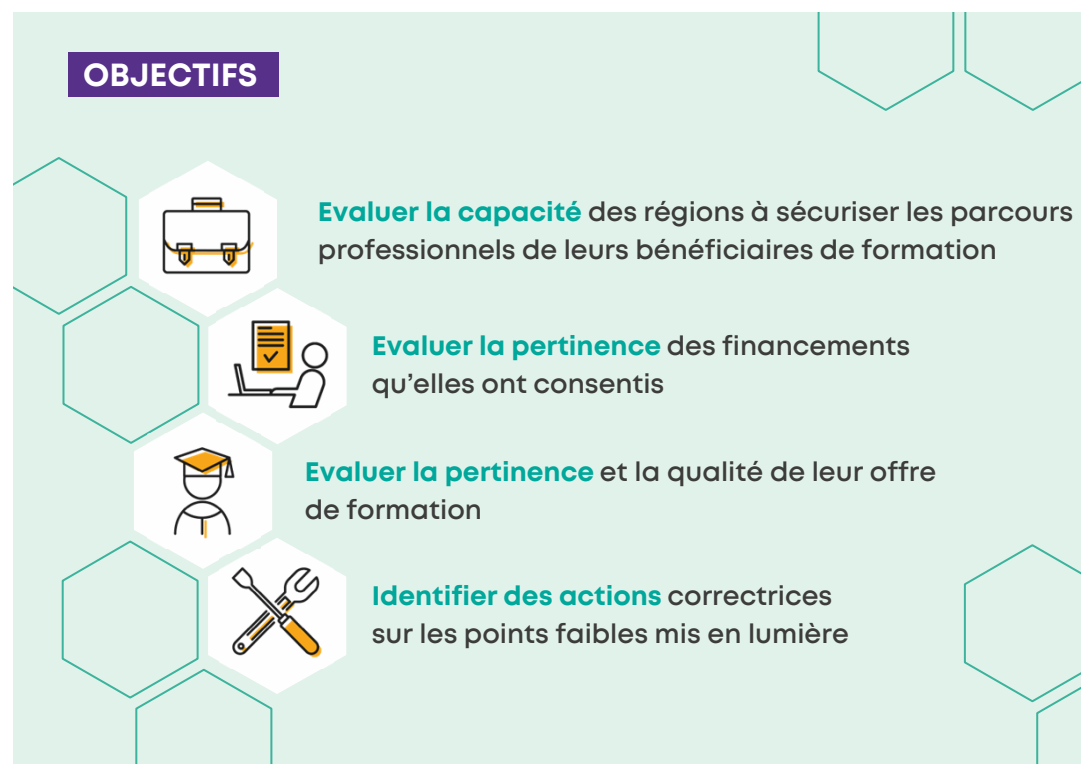 OBJECTIFS
Evaluer la capacité des régions à sécuriser les parcours
professionnels de leurs bénéficiaires de formation
Evaluer la pertinence des financements
qu’elles ont consentis
Evaluer la pertinence et la qualité de leur offre
de formation
Identifier des actions correctrices
sur les points faibles mis en lumière